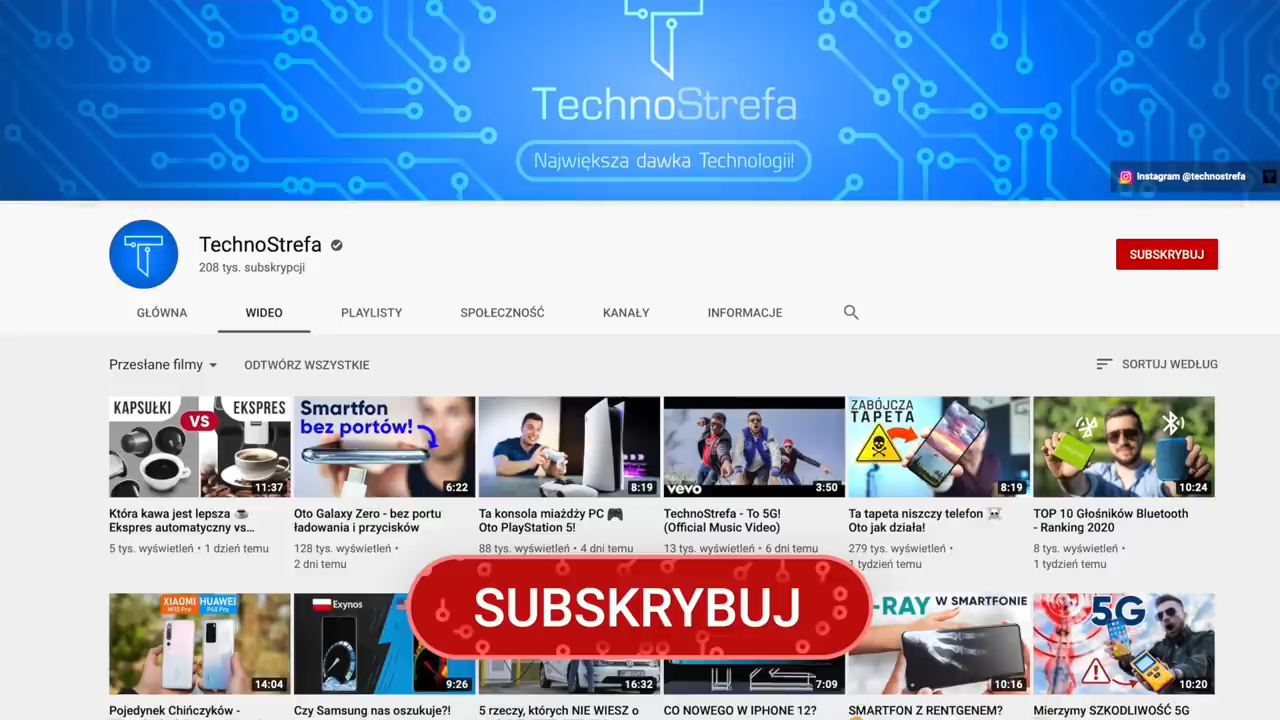 TechnoStrefa
Największa dawka Technologii!
Instagram @technostrefa
TechnoStrefa
208 tys. subskrypcji
SUBSKRYBUJ
GŁÓWNA
WIDEO
PLAYLISTY
SPOŁECZNOŚĆ
KANAŁY
INFORMACJE
Przesłane filmy
ODTWÓRZ WSZYSTKIE
SORTUJ WEDŁUG
KAPSUŁKI
VS
EKSPRES
11:37
Smartfon
bez portów!
6:22
8:19
vevo
3:50
ZABÓJCZA
TAPETA
8:19
10:24
Która kawa jest lepsza ☕
Ekspres automatyczny vs...
5 tys. wyświetleń • 1 dzień temu
Oto Galaxy Zero - bez portu
ładowania i przycisków
128 tys. wyświetleń •
2 dni temu
Ta konsola miażdży PC 🎮
Oto PlayStation 5!
88 tys. wyświetleń • 4 dni temu
TechnoStrefa - To 5G!
(Official Music Video)
13 tys. wyświetleń • 6 dni temu
Ta tapeta niszczy telefon ☠
Oto jak działa!
279 tys. wyświetleń •
1 tydzień temu
TOP 10 Głośników Bluetooth
- Ranking 2020
8 tys. wyświetleń •
1 tydzień temu
SUBSKRYBUJ
XIAOMI
Mi10 Pro
HUAWEI
P40 Pro
14:04
Exynos
9:26
16:32
7:09
-RAY W SMARTFONIE
10:16
5G
10:20
Pojedynek Chińczyków -
Czy Samsung nas oszukuje?!
5 rzeczy, których NIE WIESZ o
CO NOWEGO W IPHONE 12?
SMARTFON Z RENTGENEM?
Mierzymy SZKODLIWOŚĆ 5G